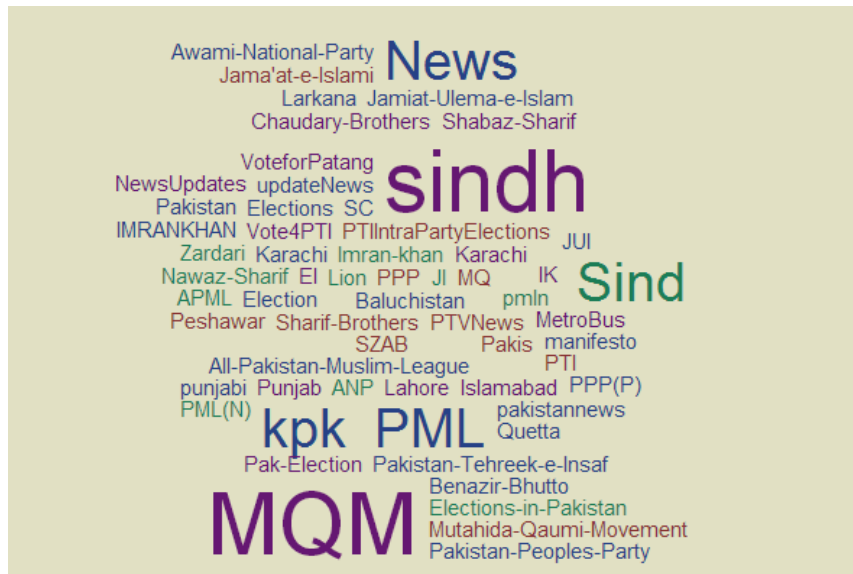 Awami-National-Party News
Jama'at-e-Islami
Larkana Jamiat-Ulema-e-Islam
Chaudary-Brothers Shabaz-Sharif
VoteforPatang sindh
NewsUpdates updateNews
Pakistan Elections SC
IMRANKHAN Vote4PTI PTIIntraPartyElections JUI
Zardari Karachi Imran-khan Karachi
Nawaz-Sharif EI Lion PPP JI MQ IK Sind
APML Election Baluchistan pmln
Peshawar Sharif-Brothers PTVNews MetroBus
SZAB Pakis manifesto
All-Pakistan-Muslim-League PTI
punjabi Punjab ANP Lahore Islamabad PPP(P)
PML(N) kpk PML pakistannews
Quetta
Pak-Election Pakistan-Tehreek-e-Insaf
MQM Benazir-Bhutto
Elections-in-Pakistan
Mutahida-Qaumi-Movement
Pakistan-Peoples-Party